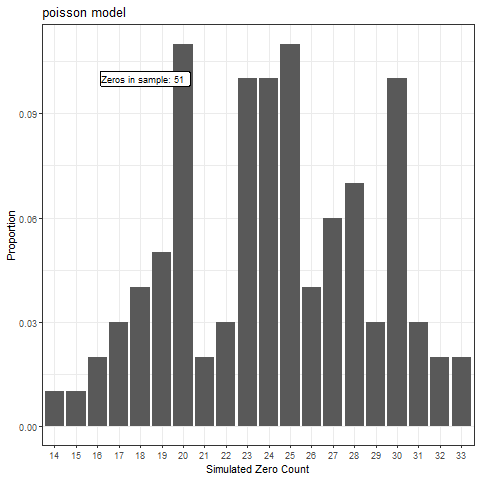 poisson model
Zeros in sample: 51
0.09
0.06
0.03
0.00
Proportion
14 15 16 17 18 19 20 21 22 23 24 25 26 27 28 29 30 31 32 33
Simulated Zero Count